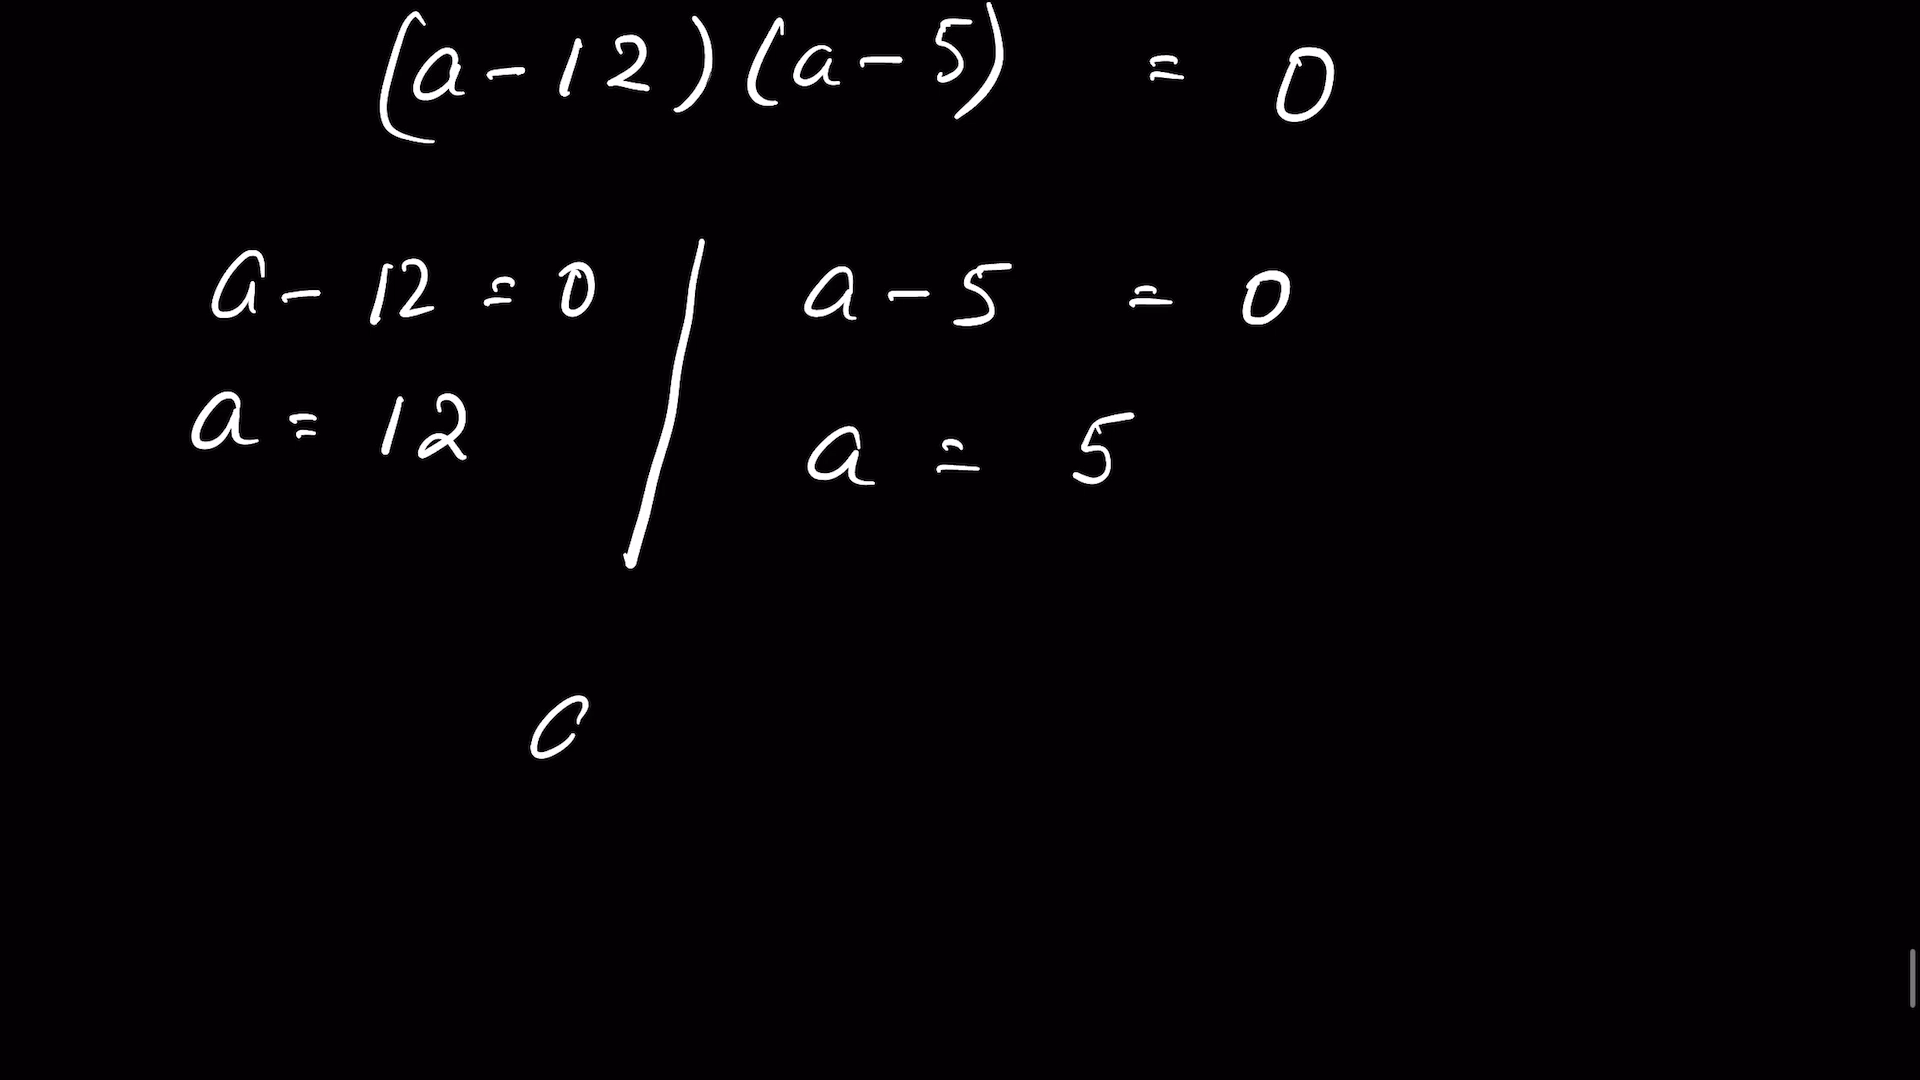 (a-12)(a-5) = 0
a-12=0 / a-5 = 0
a=12 a = 5
c